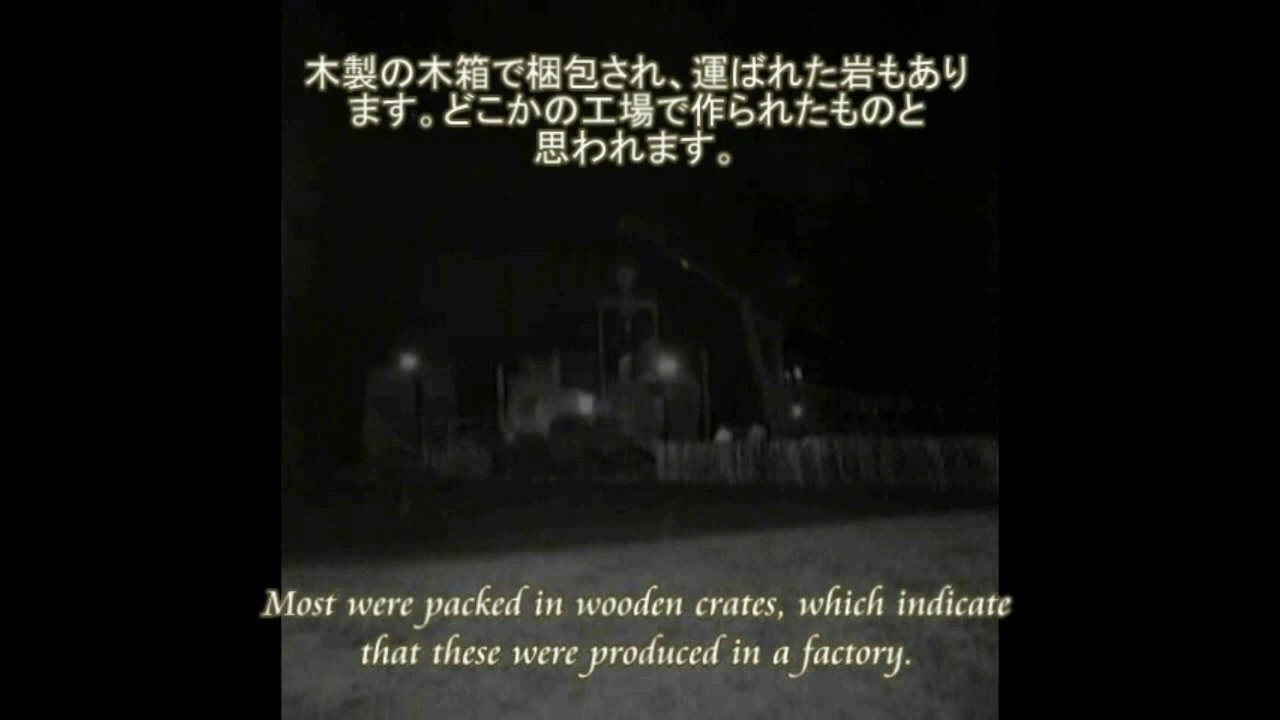 木製の木箱で梱包され、運ばれた岩もあり
ます。どこかの工場で作られたものと
思われます。
Most were packed in wooden crates, which indicate
that these were produced in a factory.